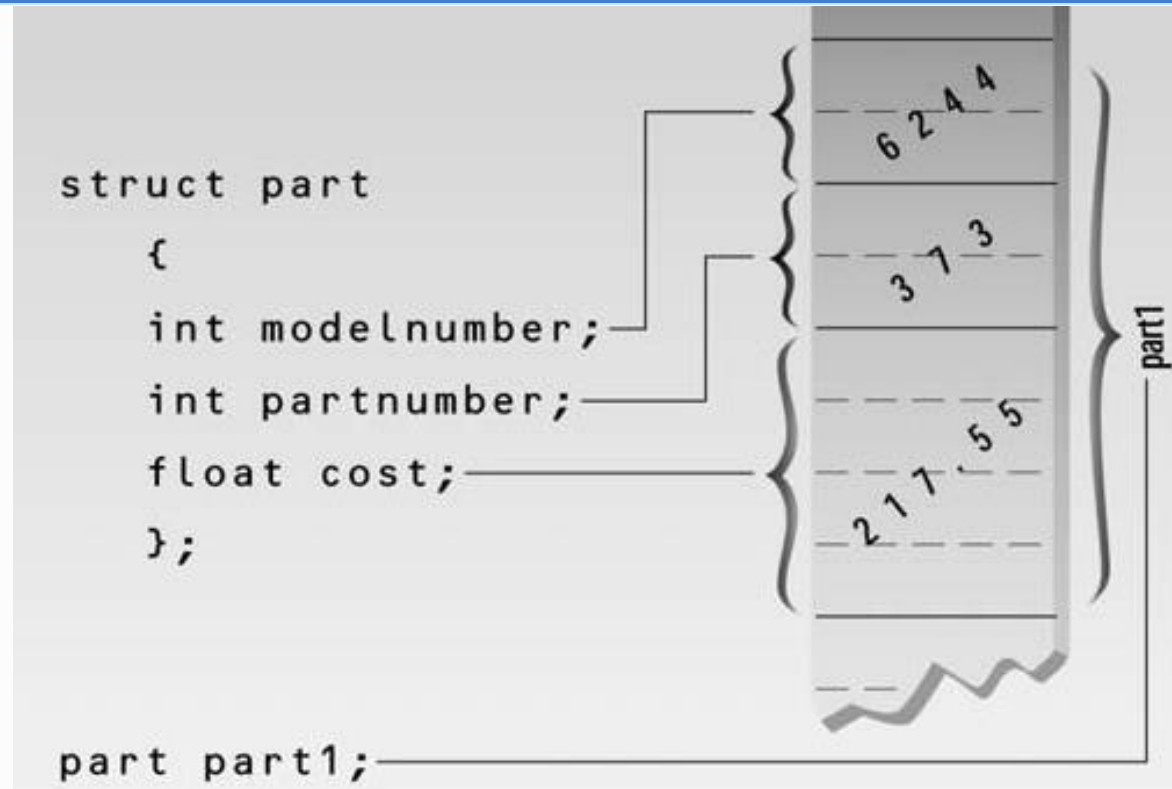 struct part
{
int modelnumber;
int partnumber;
float cost;
};
part part1;
6244
373
217.55
part1